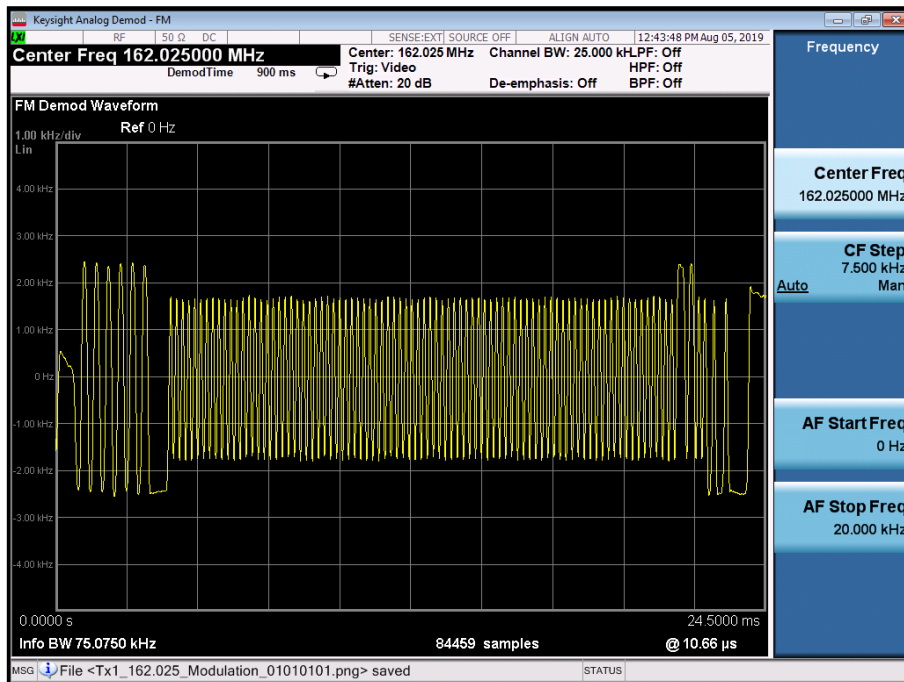 Keysight Analog Demod - FM
LXI RF 50 Ω DC SENSE:EXT SOURCE OFF ALIGN AUTO 12:43:48 PM Aug 05, 2019
Center Freq 162.025000 MHz
DemodTime 900 ms
Center: 162.025 MHz Channel BW: 25.000 kH LPF: Off
Trig: Video HPF: Off
#Atten: 20 dB De-emphasis: Off BPF: Off
FM Demod Waveform
1.00 kHz/div Ref 0 Hz
Lin
4.00 kHz
3.00 kHz
2.00 kHz
1.00 kHz
0 Hz
-1.00 kHz
-2.00 kHz
-3.00 kHz
-4.00 kHz
0.0000 s 24.5000 ms
Info BW 75.0750 kHz 84459 samples @ 10.66 µs
MSG File <Tx1_162.025_Modulation_01010101.png> saved STATUS
Frequency
Center Freq
162.025000 MHz
CF Step
7.500 kHz
Auto Man
AF Start Freq
0 Hz
AF Stop Freq
20.000 kHz